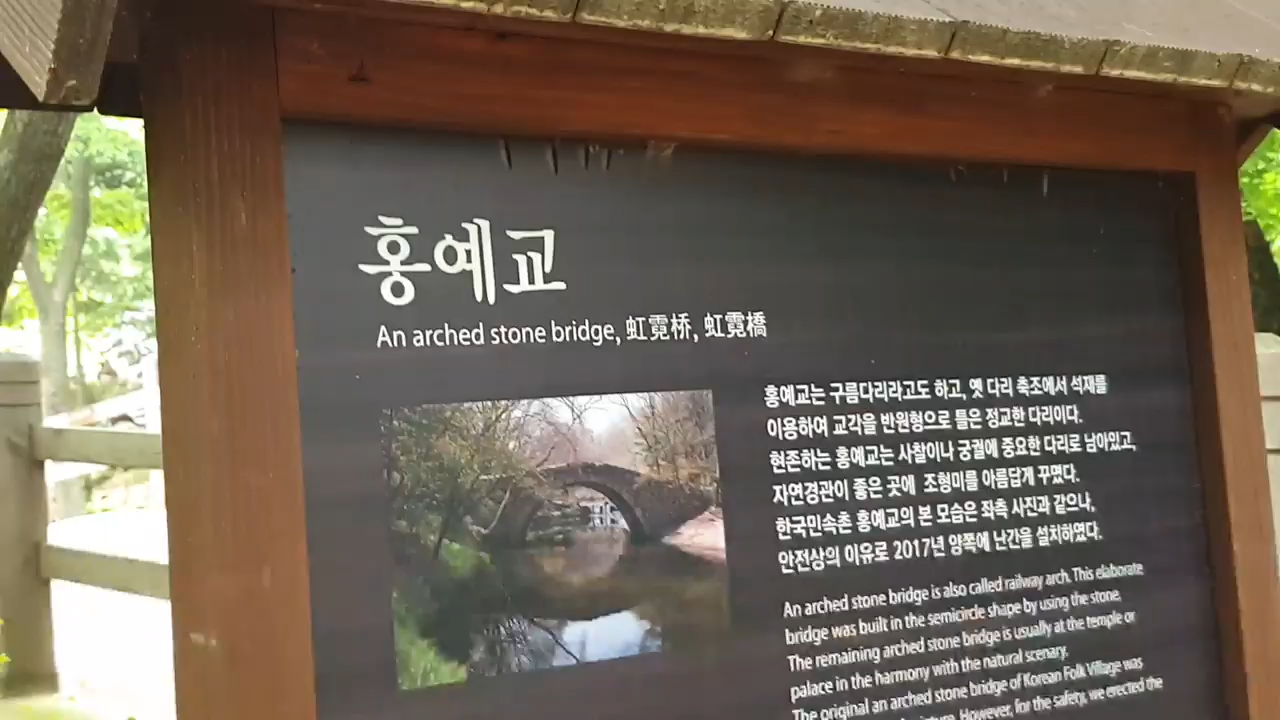 홍예교
An arched stone bridge, 虹霓桥, 虹霓橋
홍예교는 구름다리라고도 하고, 옛 다리 축조에서 석재를
이용하여 교각을 반원형으로 틀은 정교한 다리이다.
현존하는 홍예교는 사찰이나 궁궐에 중요한 다리로 남아있고,
자연경관이 좋은 곳에 조형미를 아름답게 꾸몄다.
한국민속촌 홍예교의 본 모습은 좌측 사진과 같으나,
안전상의 이유로 2017년 양쪽에 난간을 설치하였다.
An arched stone bridge is also called railway arch. This elaborate
bridge was built in the semicircle shape by using the stone.
The remaining arched stone bridge is usually at the temple or
palace in the harmony with the natural scenery.
The original an arched stone bridge of Korean Folk Village was
However, for the safety, we erected the